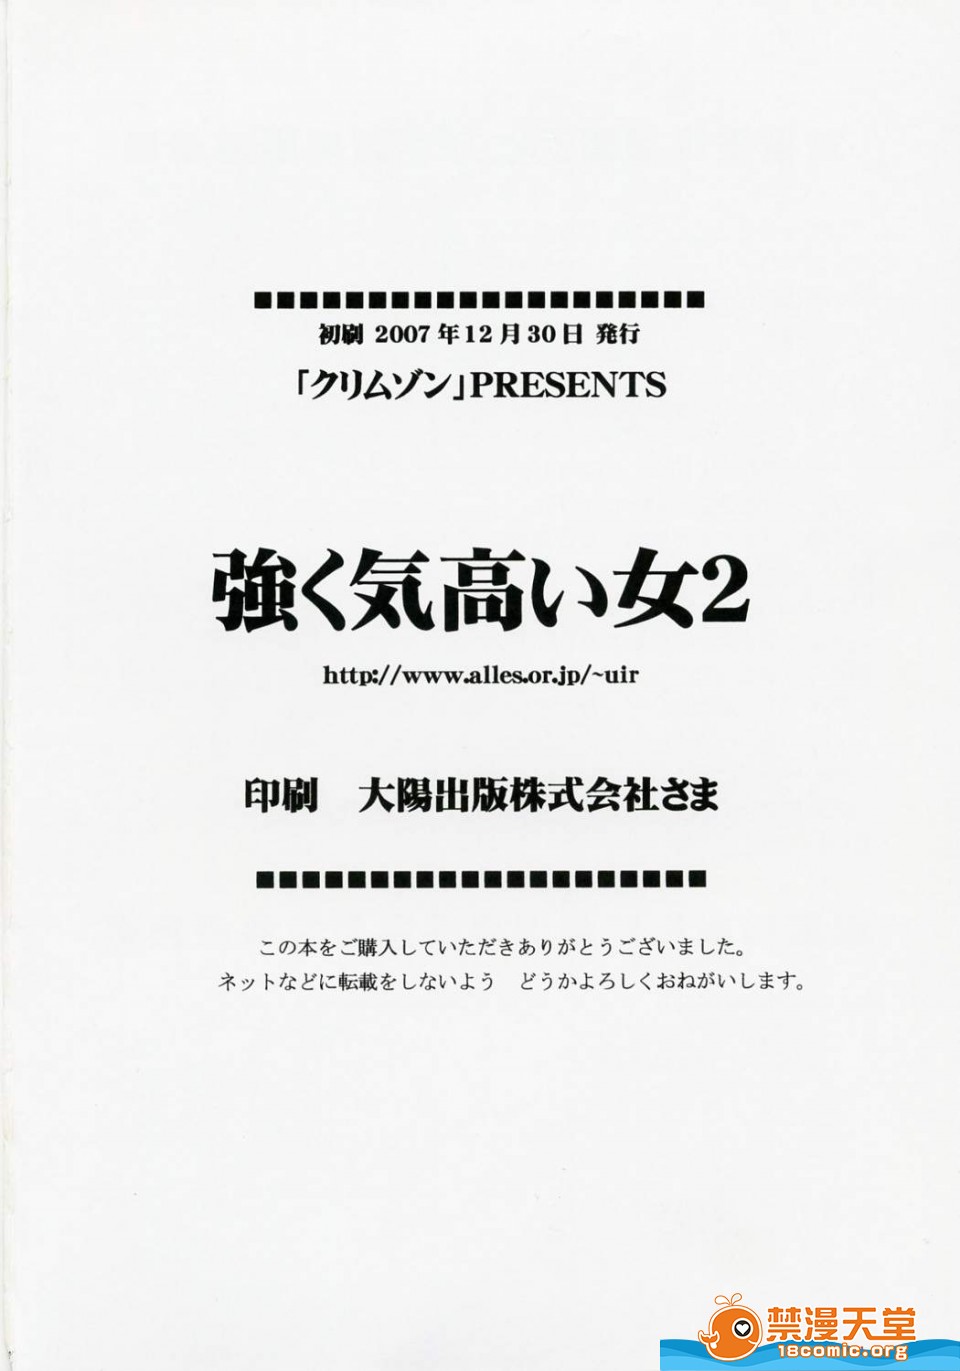 初刷 2007年12月30日 発行
「クリムゾン」PRESENTS
強く気高い女2
http://www.alles.or.jp/~uir
印刷　大陽出版株式会社さま
この本をご購入していただきありがとうございました。
ネットなどに転載をしないよう　どうかよろしくおねがいします。
禁漫天堂
18comic.org